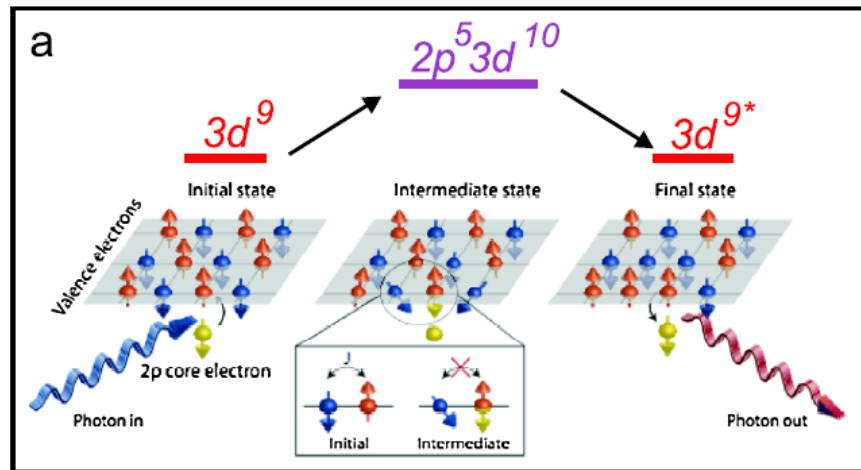 a
2p⁵3d¹⁰
3d⁹
3d⁹*
Initial state
Intermediate state
Final state
Valence electrons
2p core electron
Photon in
J
Initial
Intermediate
Photon out